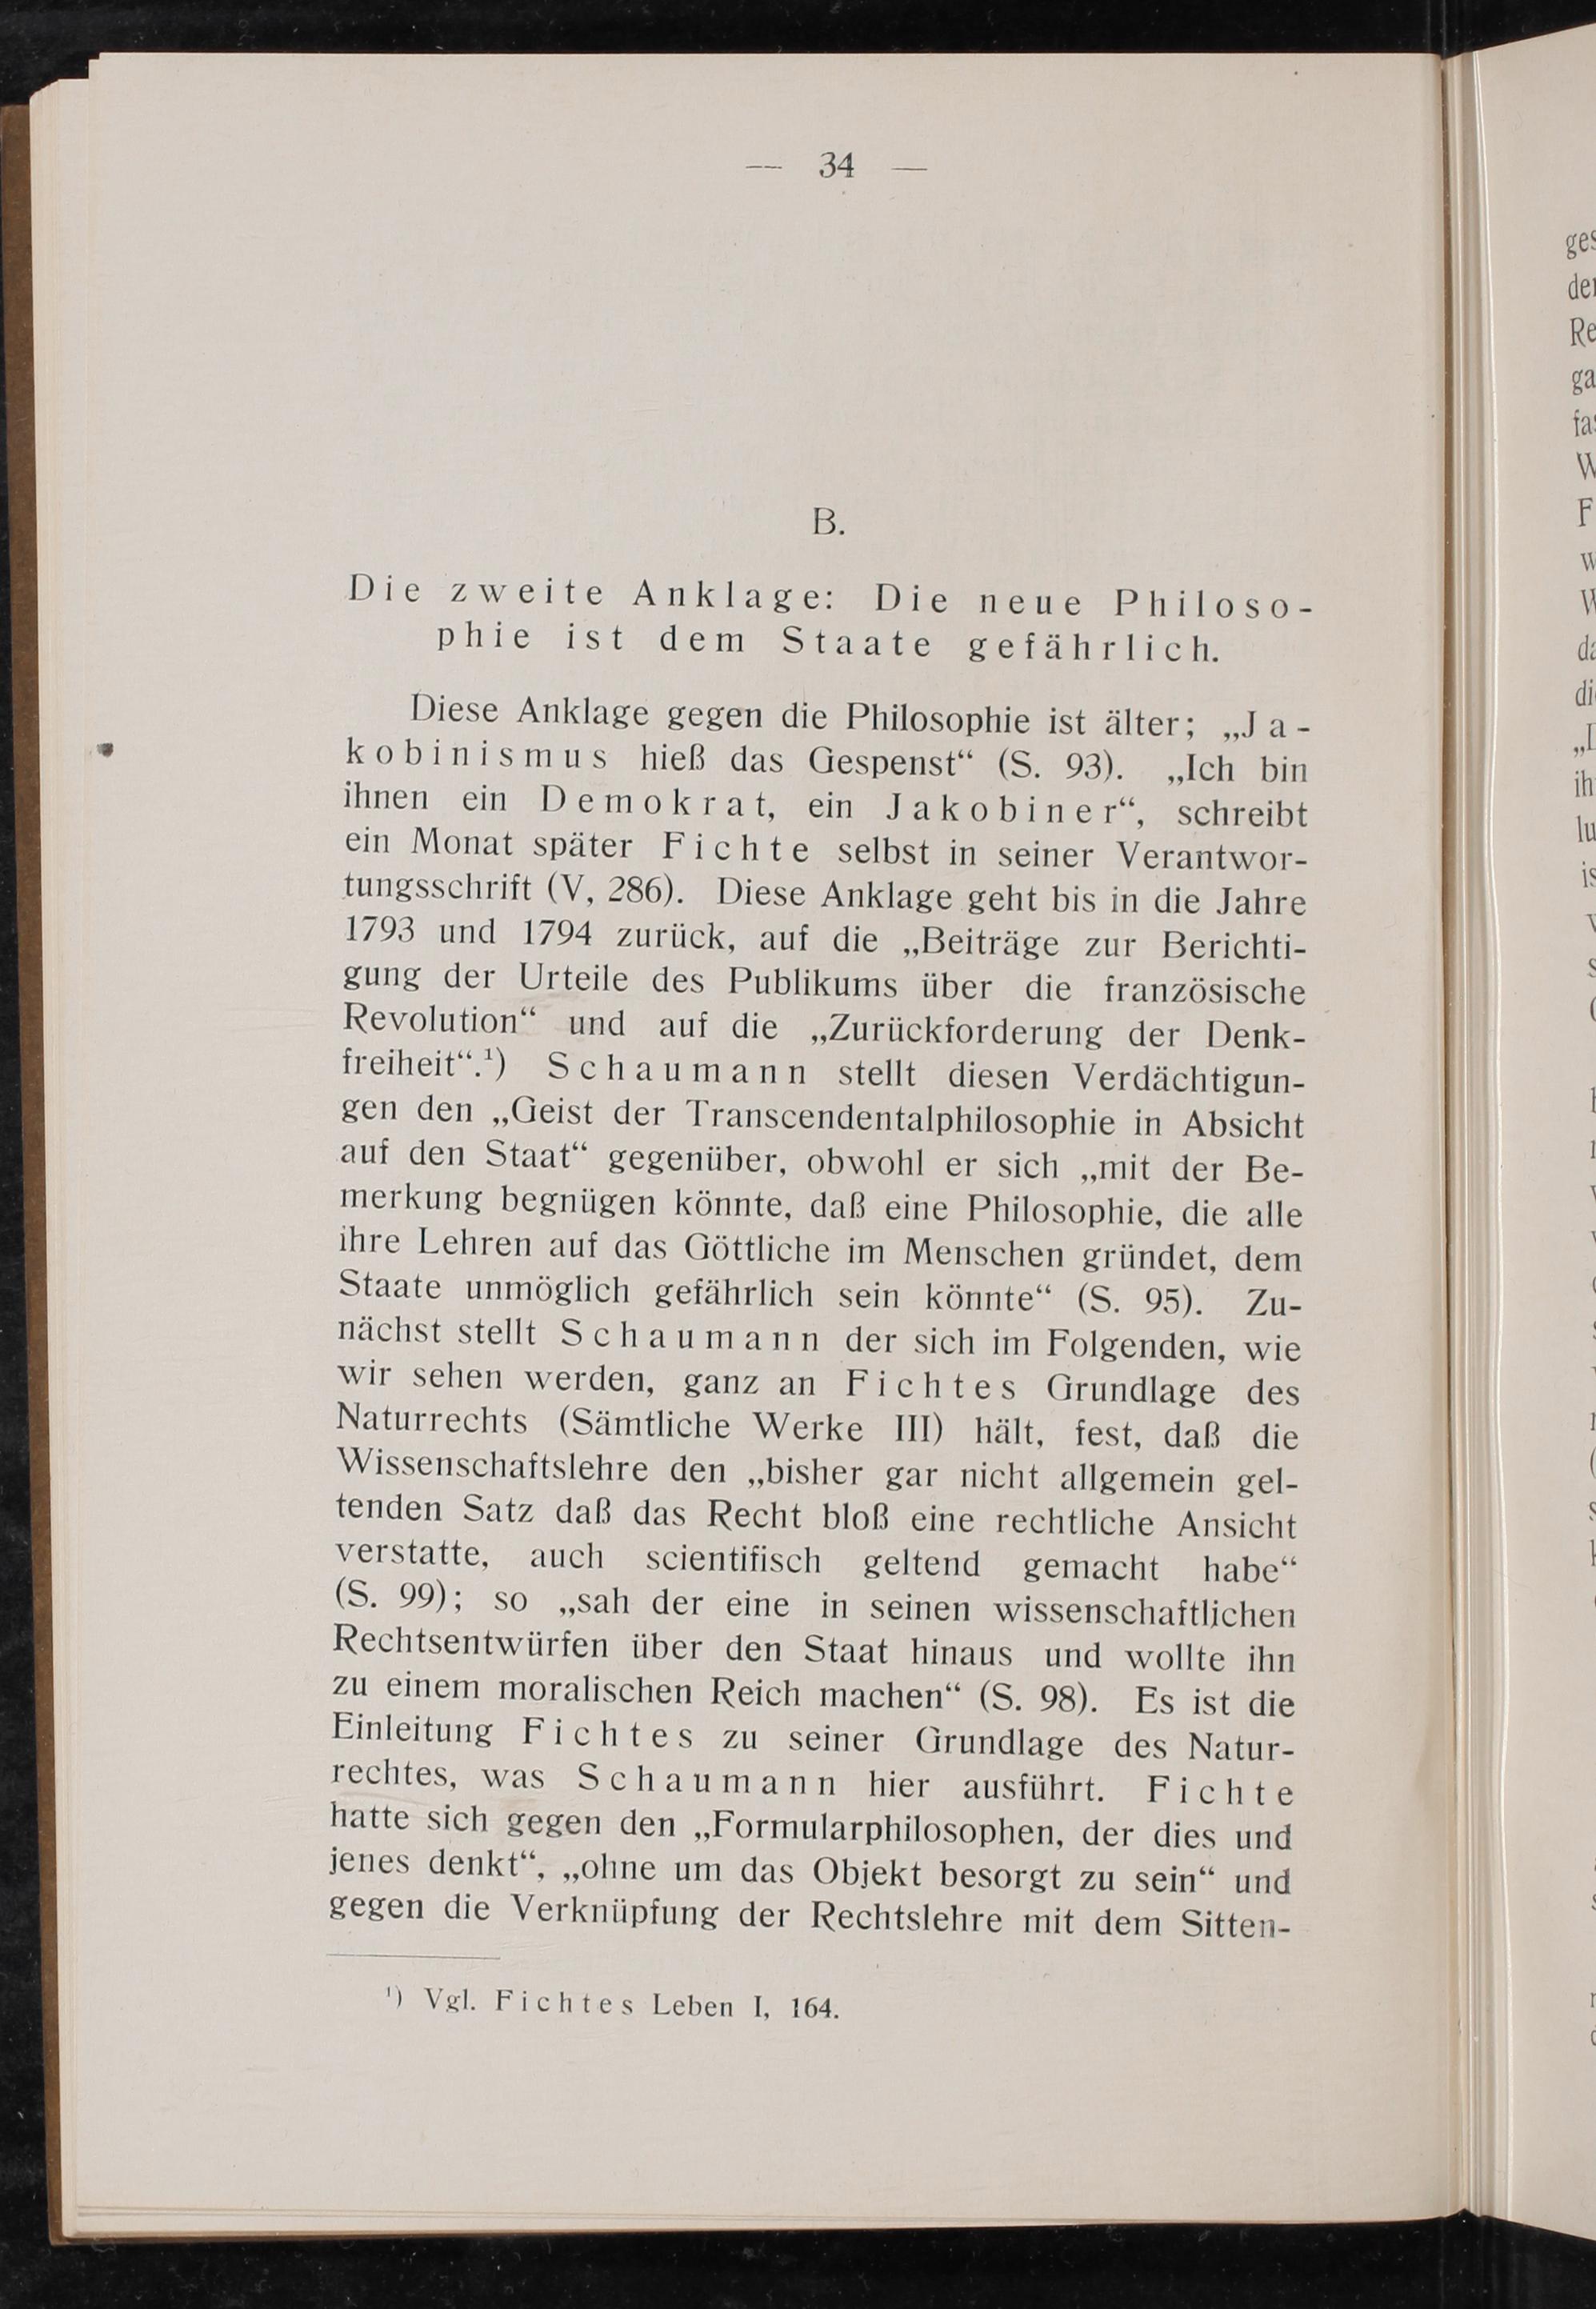 — 34 —
B.
Die zweite Anklage: Die neue Philoso-
phie ist dem Staate gefährlich.
Diese Anklage gegen die Philosophie ist älter; „Ja-
kobinismus hieß das Gespenst“ (S. 93). „Ich bin
ihnen ein Demokrat, ein Jakobiner“, schreibt
ein Monat später Fichte selbst in seiner Verantwor-
tungsschrift (V, 286). Diese Anklage geht bis in die Jahre
1793 und 1794 zurück, auf die „Beiträge zur Berichti-
gung der Urteile des Publikums über die französische
Revolution“ und auf die „Zurückforderung der Denk-
freiheit“.¹) Schaumann stellt diesen Verdächtigun-
gen den „Geist der Transcendentalphilosophie in Absicht
auf den Staat“ gegenüber, obwohl er sich „mit der Be-
merkung begnügen könnte, daß eine Philosophie, die alle
ihre Lehren auf das Göttliche im Menschen gründet, dem
Staate unmöglich gefährlich sein könnte“ (S. 95). Zu-
nächst stellt Schaumann der sich im Folgenden, wie
wir sehen werden, ganz an Fichtes Grundlage des
Naturrechts (Sämtliche Werke III) hält, fest, daß die
Wissenschaftslehre den „bisher gar nicht allgemein gel-
tenden Satz daß das Recht bloß eine rechtliche Ansicht
verstatte, auch scientifisch geltend gemacht habe“
(S. 99); so „sah der eine in seinen wissenschaftlichen
Rechtsentwürfen über den Staat hinaus und wollte ihn
zu einem moralischen Reich machen“ (S. 98). Es ist die
Einleitung Fichtes zu seiner Grundlage des Natur-
rechtes, was Schaumann hier ausführt. Fichte
hatte sich gegen den „Formularphilosophen, der dies und
jenes denkt“, „ohne um das Objekt besorgt zu sein“ und
gegen die Verknüpfung der Rechtslehre mit dem Sitten-
¹) Vgl. Fichtes Leben I, 164.